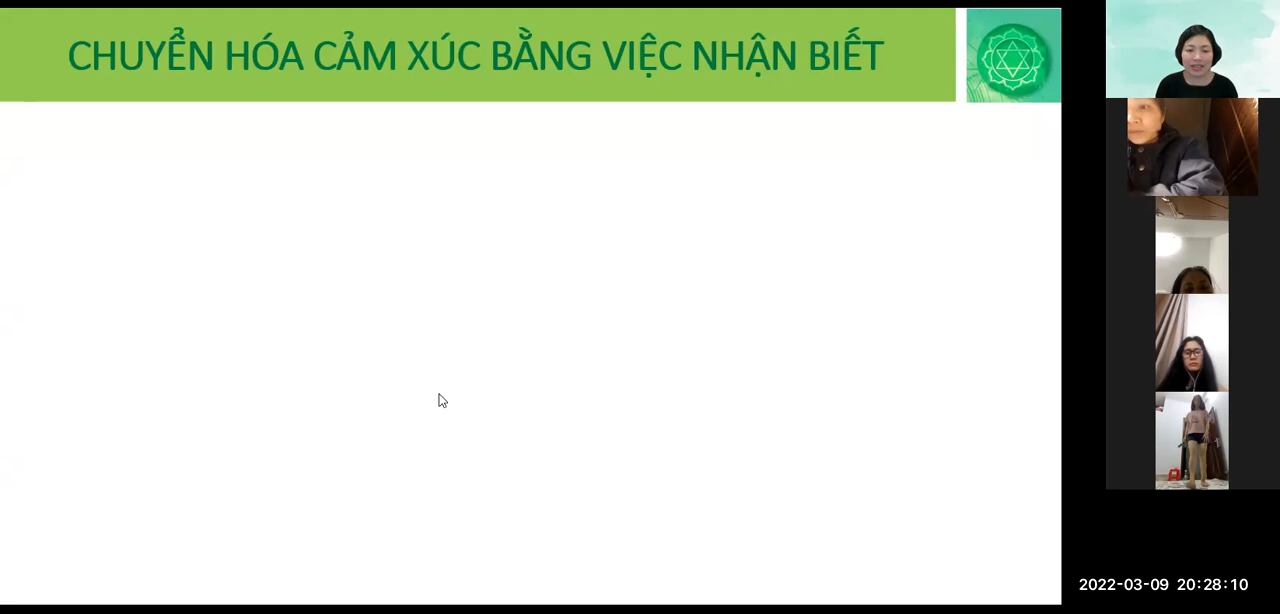 CHUYỂN HÓA CẢM XÚC BẰNG VIỆC NHẬN BIẾT
2022-03-09 20:28:10